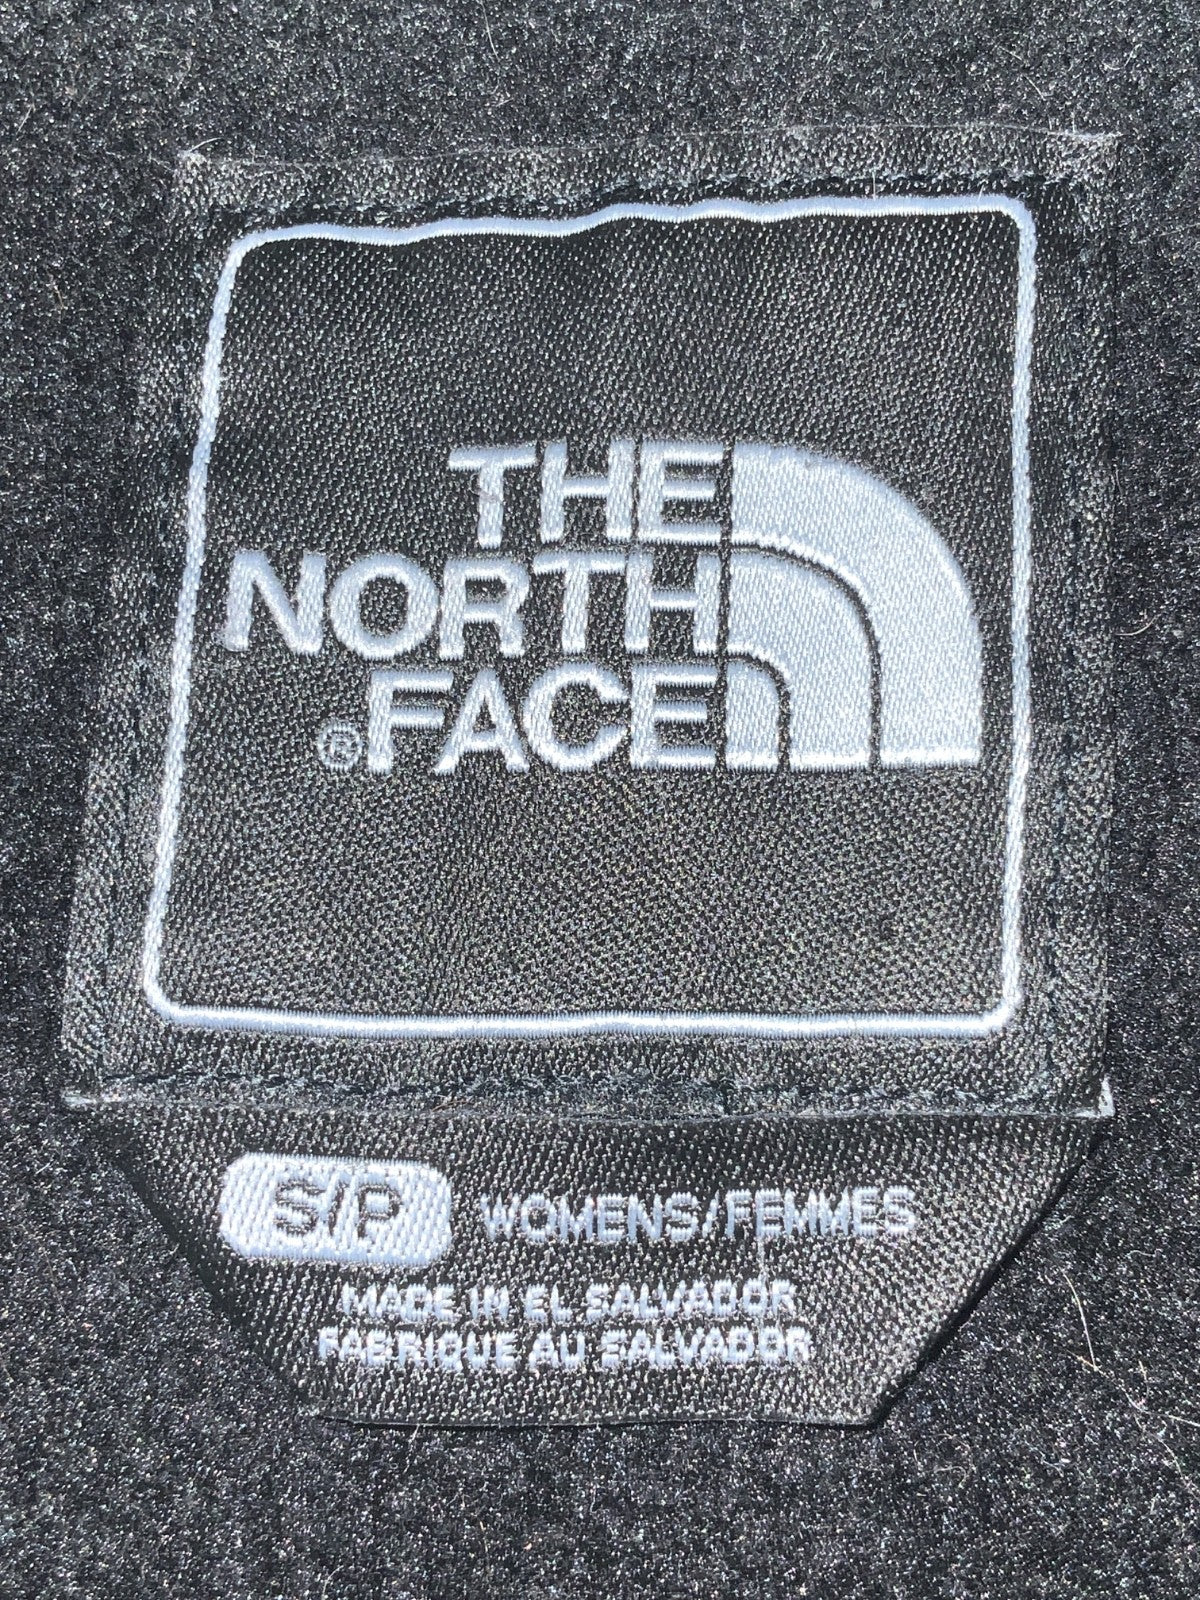 THE
NORTH
®FACE
S/P WOMENS/FEMMES
MADE IN EL SALVADOR
FABRIQUE AU SALVADOR